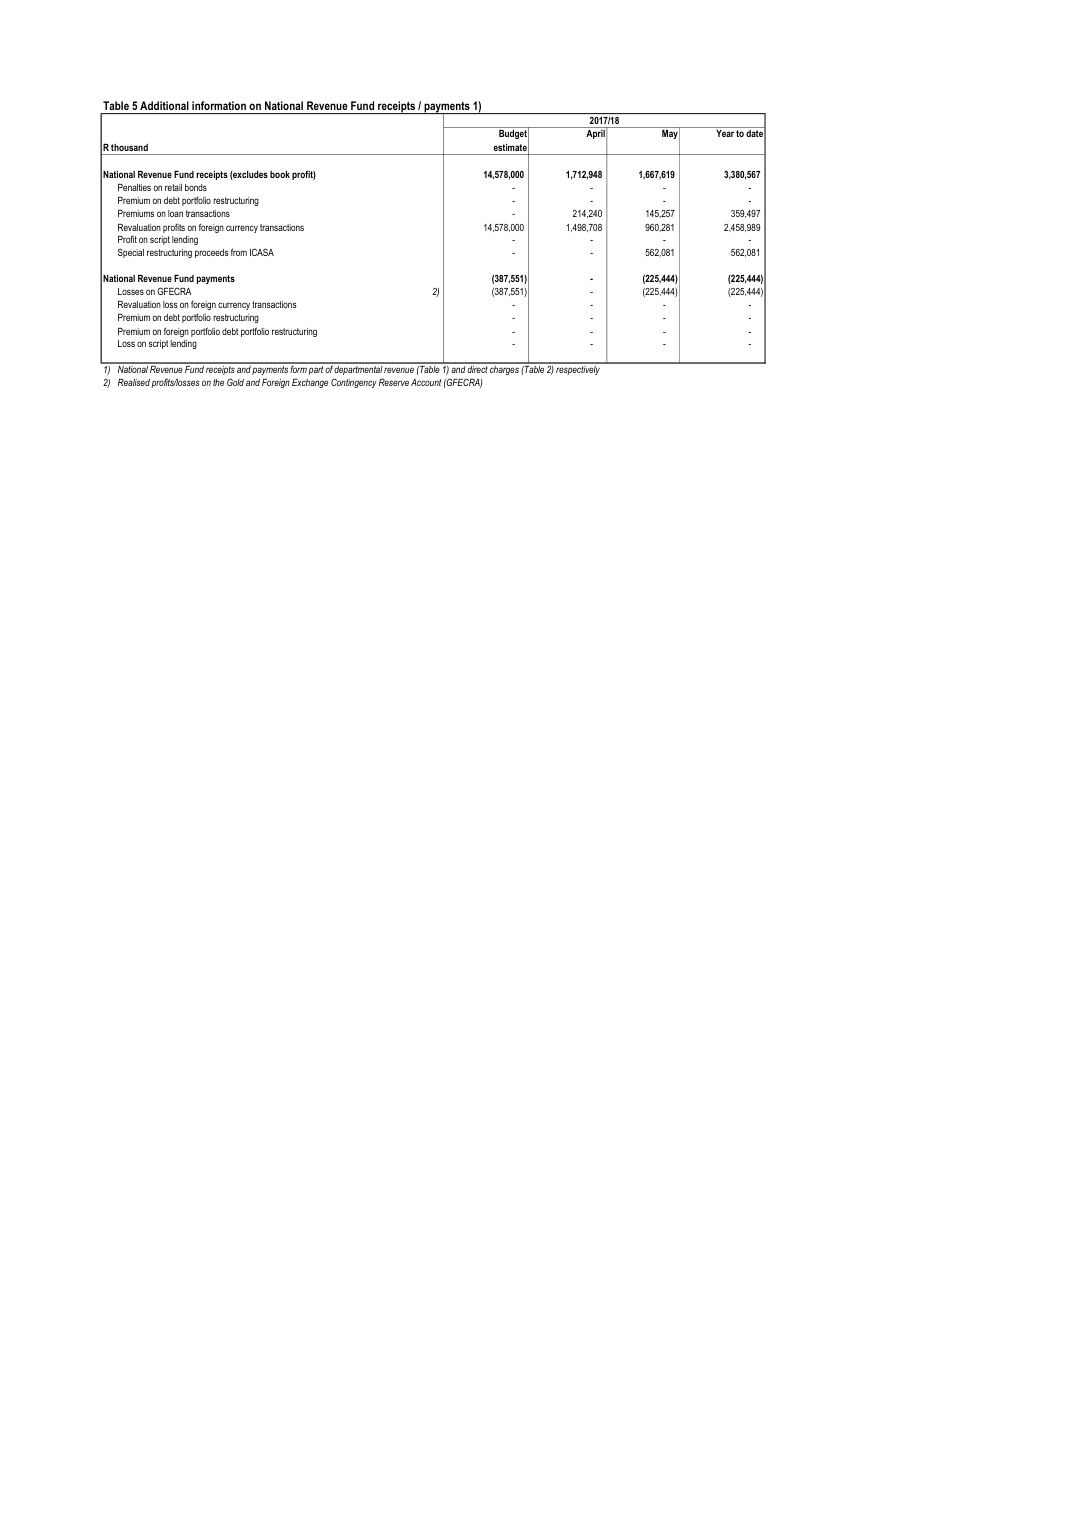 Table 5 Additional information on National Revenue Fund receipts / payments 1)
2017/18
Budget April May Year to date
R thousand estimate
National Revenue Fund receipts (excludes book profit) 14,578,000 1,712,948 1,667,619 3,380,567
Penalties on retail bonds - - - -
Premium on debt portfolio restructuring - - - -
Premiums on loan transactions - 214,240 145,257 359,497
Revaluation profits on foreign currency transactions 14,578,000 1,498,708 960,281 2,458,989
Profit on script lending - - - -
Special restructuring proceeds from ICASA - - 562,081 562,081
National Revenue Fund payments (387,551) - (225,444) (225,444)
Losses on GFECRA 2) (387,551) - (225,444) (225,444)
Revaluation loss on foreign currency transactions - - - -
Premium on debt portfolio restructuring - - - -
Premium on foreign portfolio debt portfolio restructuring - - - -
Loss on script lending - - - -
1) National Revenue Fund receipts and payments form part of departmental revenue (Table 1) and direct charges (Table 2) respectively
2) Realised profits/losses on the Gold and Foreign Exchange Contingency Reserve Account (GFECRA)